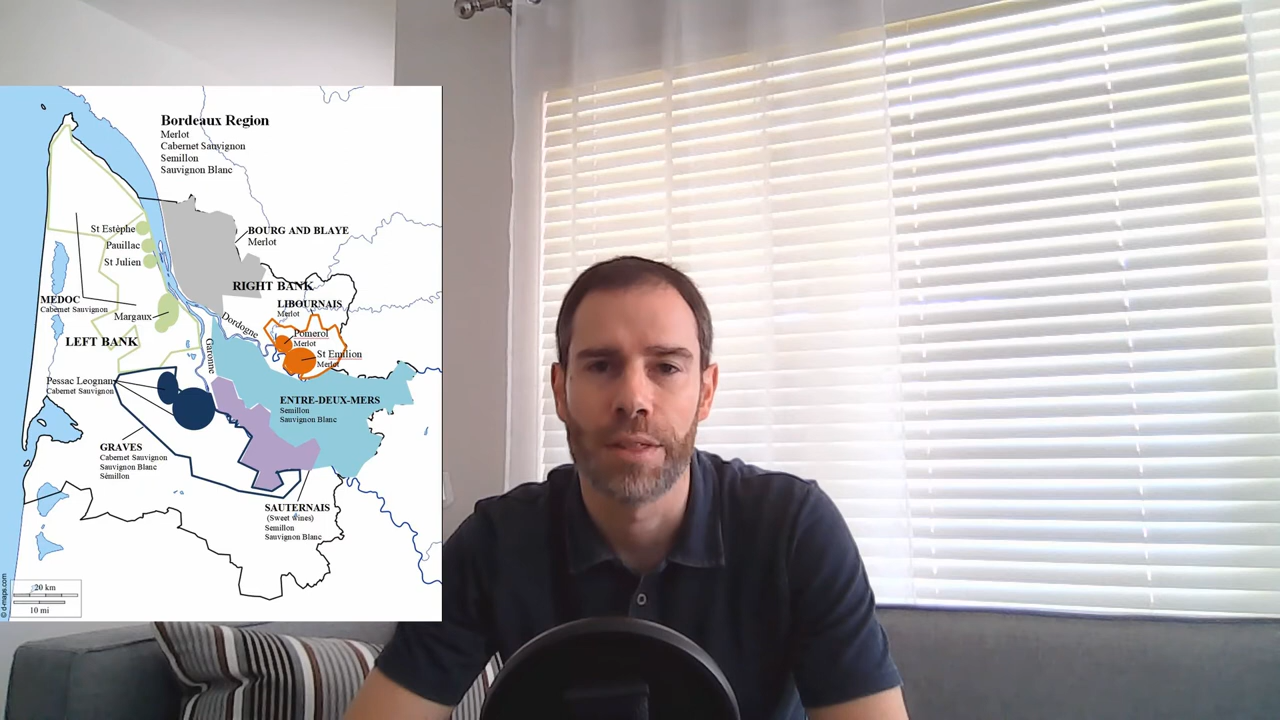 Bordeaux Region
Merlot
Cabernet Sauvignon
Semillon
Sauvignon Blanc
St Estèphe
Pauillac
St Julien
BOURG AND BLAYE
Merlot
RIGHT BANK
MEDOC
Cabernet Sauvignon
Margaux
LIBOURNAIS
Merlot
Dordogne
Pomerol
Merlot
St Emilion
Merlot
LEFT BANK
Garonne
Pessac Leognan
Cabernet Sauvignon
ENTRE-DEUX-MERS
Semillon
Sauvignon Blanc
GRAVES
Cabernet Sauvignon
Sauvignon Blanc
Sémillon
SAUTERNAIS
(Sweet wines)
Semillon
Sauvignon Blanc
20 km
10 mi
© d-maps.com